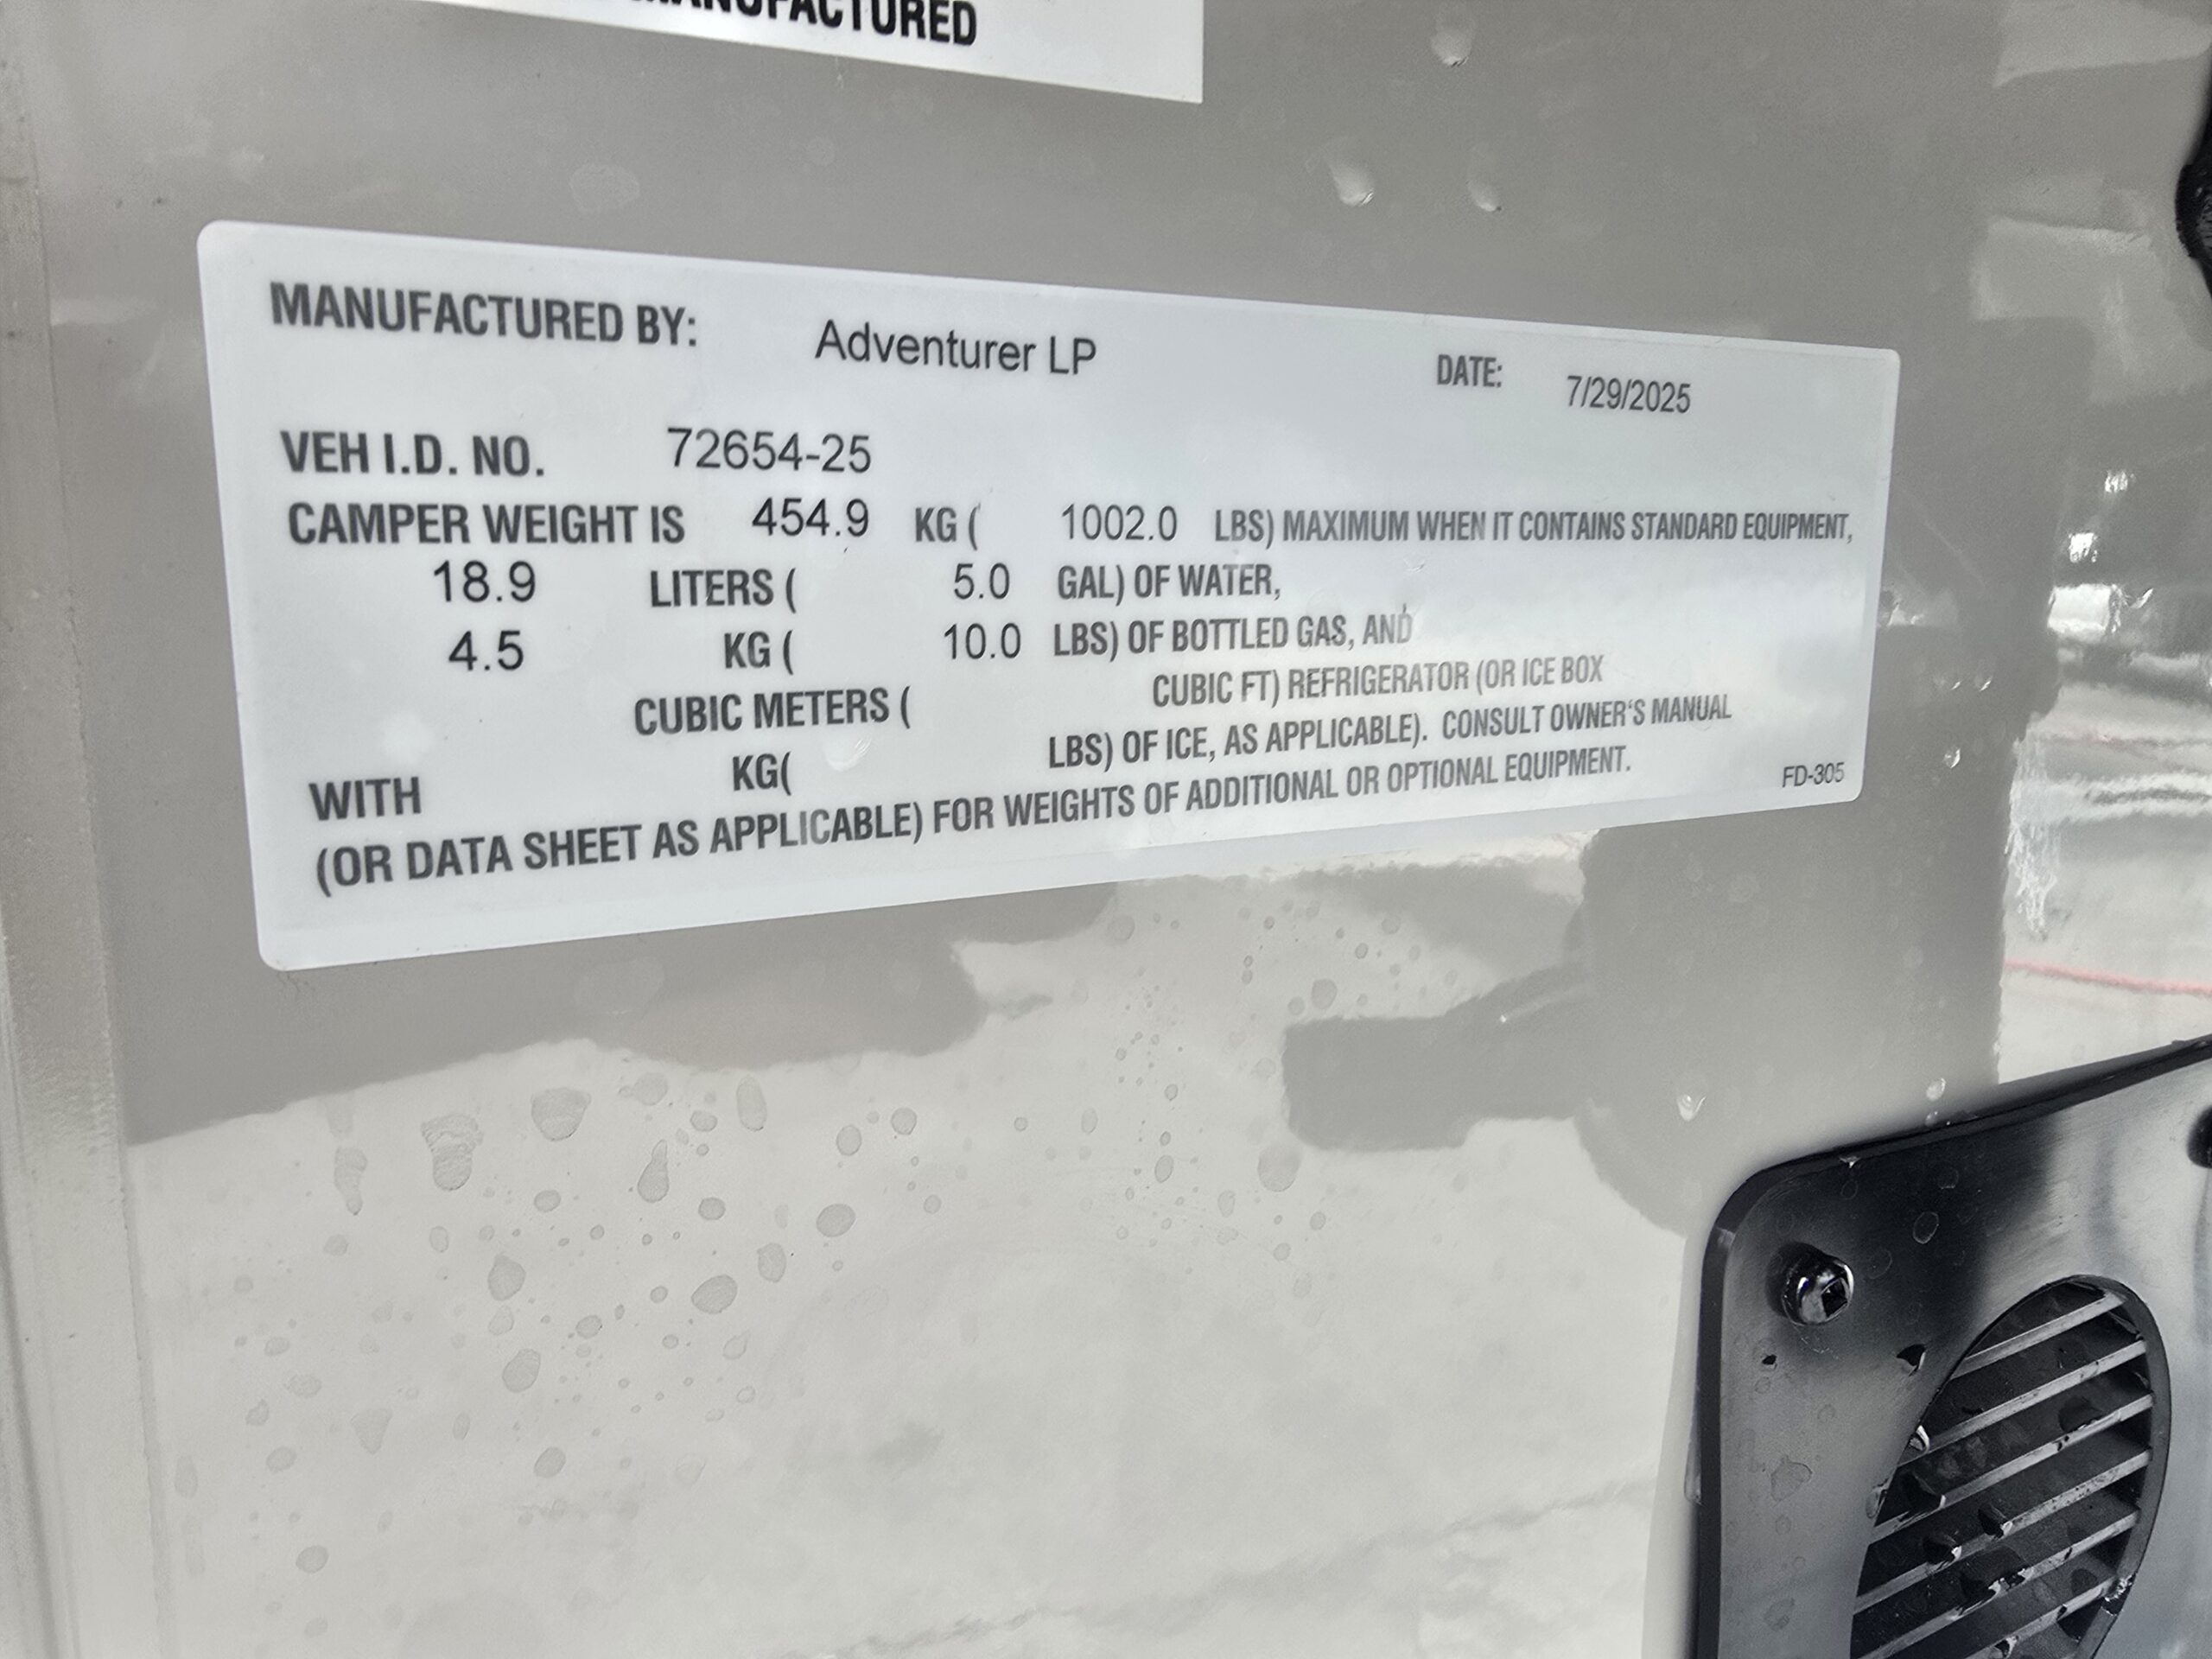 MANUFACTURED
MANUFACTURED BY: Adventurer LP DATE: 7/29/2025
VEH I.D. NO. 72654-25
CAMPER WEIGHT IS 454.9 KG ( 1002.0 LBS) MAXIMUM WHEN IT CONTAINS STANDARD EQUIPMENT,
18.9 LITERS ( 5.0 GAL) OF WATER,
4.5 KG ( 10.0 LBS) OF BOTTLED GAS, AND
CUBIC METERS ( CUBIC FT) REFRIGERATOR (OR ICE BOX
WITH KG( LBS) OF ICE, AS APPLICABLE). CONSULT OWNER'S MANUAL
(OR DATA SHEET AS APPLICABLE) FOR WEIGHTS OF ADDITIONAL OR OPTIONAL EQUIPMENT.
FD-305